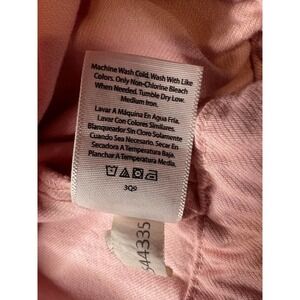 Machine Wash Cold. Wash With Like
Colors. Only Non-Chlorine Bleach
When Needed. Tumble Dry Low.
Medium Iron.
Lavar A Máquina En Agua Fría.
Lavar Con Colores Similares.
Blanqueador Sin Cloro Solamente
Cuando Sea Necesario. Secar En
Secadora A Temperatura Baja.
Planchar A Temperatura Media.
3Q9
44335